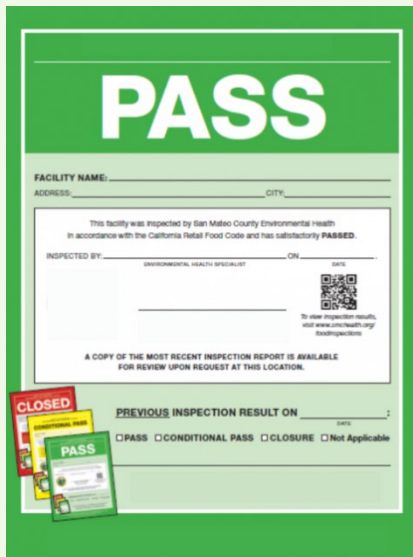 PASS
FACILITY NAME:
ADDRESS: CITY:
This facility was inspected by San Mateo County Environmental Health
in accordance with the California Retail Food Code and has satisfactorily PASSED.
INSPECTED BY: ON .
ENVIRONMENTAL HEALTH SPECIALIST DATE
To view inspection results,
visit www.smchealth.org/
foodinspections
A COPY OF THE MOST RECENT INSPECTION REPORT IS AVAILABLE
FOR REVIEW UPON REQUEST AT THIS LOCATION.
PREVIOUS INSPECTION RESULT ON :
DATE
PASS CONDITIONAL PASS CLOSURE Not Applicable
CLOSED
CONDITIONAL PASS
PASS